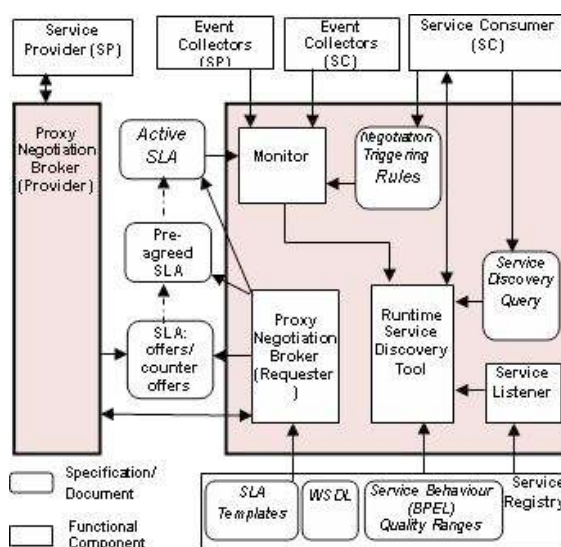 Service
Provider (SP)
Event
Collectors
(SP)
Event
Collectors
(SC)
Service Consumer
(SC)
Proxy
Negotiation
Broker
(Provider)
Active
SLA
Monitor
Negotiation
Triggering
Rules
Pre-
agreed SLA
Service
Discovery
Query
SLA:
offers/
counter
offers
Proxy
Negotiation
Broker
(Requester
)
Runtime
Service
Discovery
Tool
Service
Listener
Specification/
Document
Functional
Component
SLA
Templates
WSDL
Service Behaviour
(BPEL)
Quality Ranges
Service
Registry